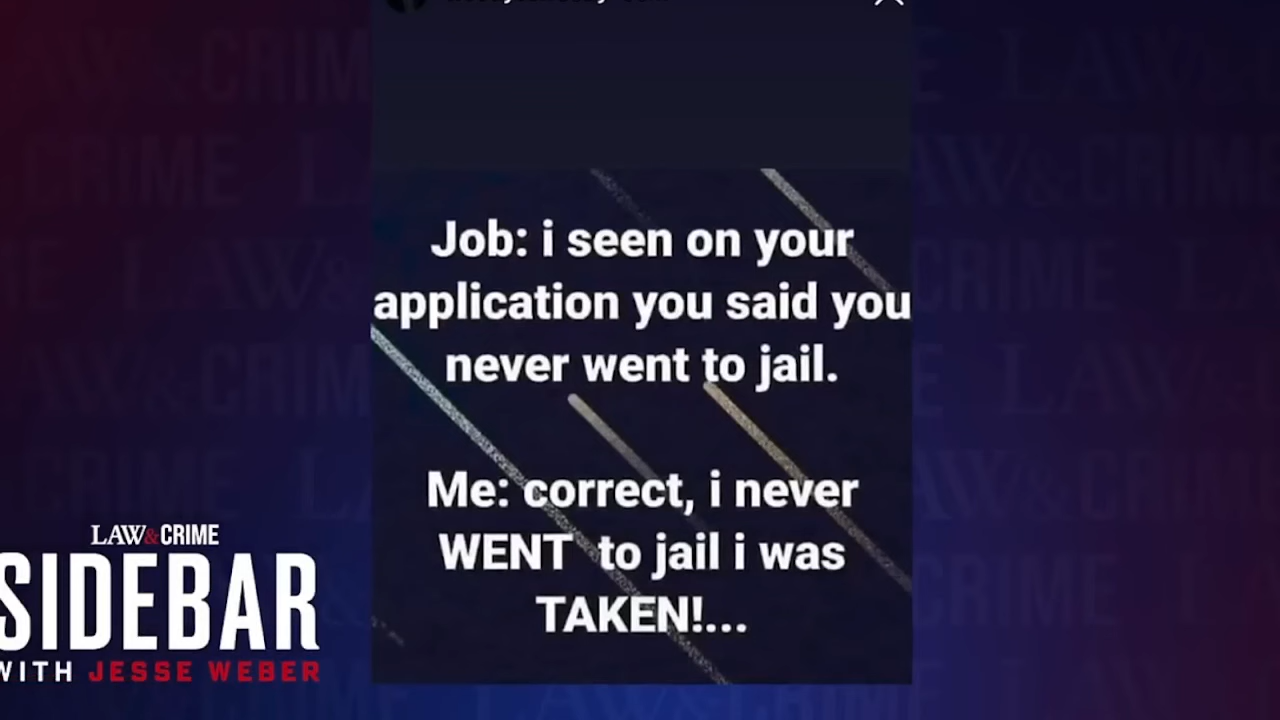 Job: i seen on your
application you said you
never went to jail.
Me: correct, i never
WENT to jail i was
TAKEN!...
LAW&CRIME
SIDEBAR
WITH JESSE WEBER